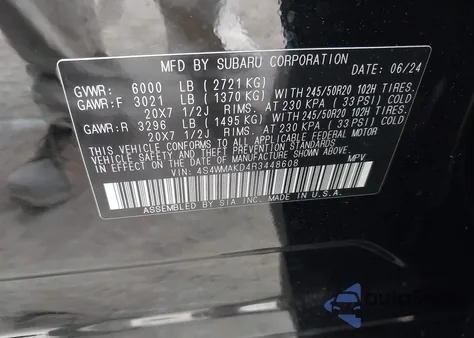 MFD BY SUBARU CORPORATION DATE: 06/24
GVWR: 6000 LB (2721 KG)
GAWR:F 3021 LB (1370 KG) WITH 245/50R20 102H TIRES.
20X7 1/2J RIMS. AT 230 KPA (33 PSI) COLD
GAWR:R 3296 LB (1495 KG) WITH 245/50R20 102H TIRES.
20X7 1/2J RIMS. AT 230 KPA (33 PSI) COLD
THIS VEHICLE CONFORMS TO ALL APPLICABLE FEDERAL MOTOR
VEHICLE SAFETY AND BUMPER STANDARDS
IN EFFECT ON THE DATE OF MANUFACTURE SHOWN ABOVE.
VIN: 4S4WMAKD4R3448608 MPV
ASSEMBLED BY SIA INC. MADE IN U.S.A.